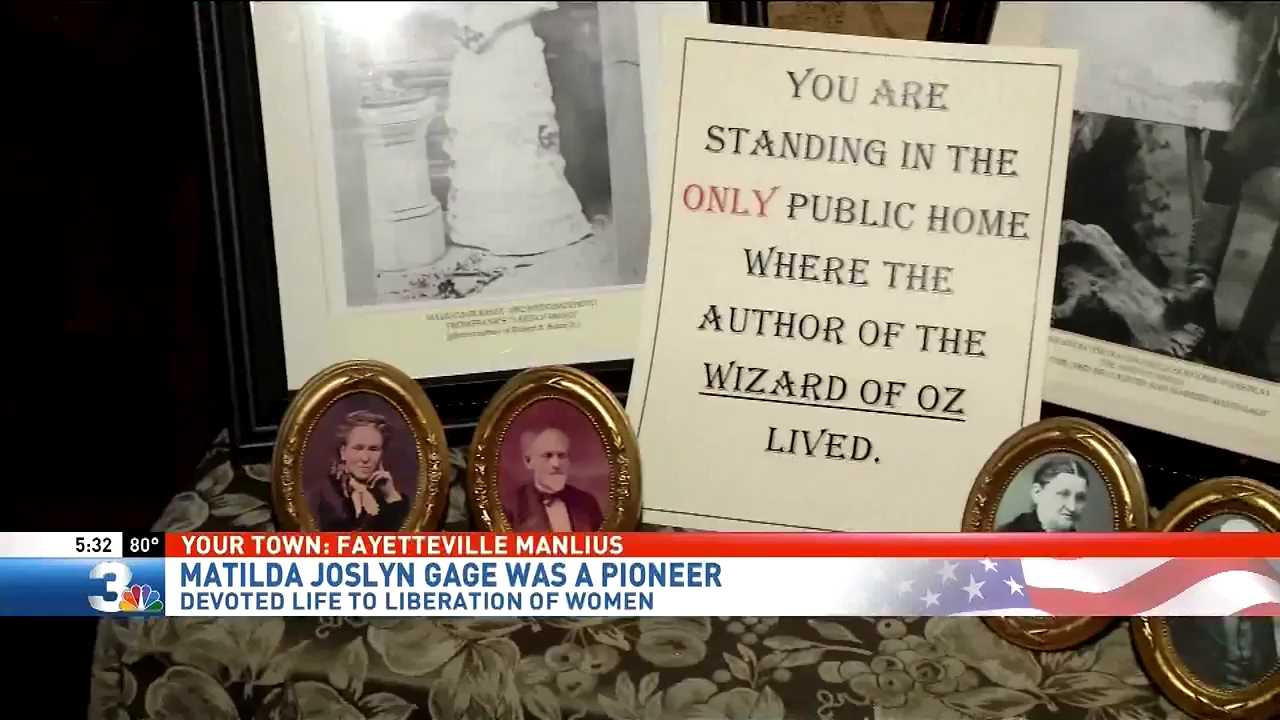 YOU ARE
STANDING IN THE
ONLY PUBLIC HOME
WHERE THE
AUTHOR OF THE
WIZARD OF OZ
LIVED.
5:32 80° YOUR TOWN: FAYETTEVILLE MANLIUS
3 MATILDA JOSLYN GAGE WAS A PIONEER
DEVOTED LIFE TO LIBERATION OF WOMEN